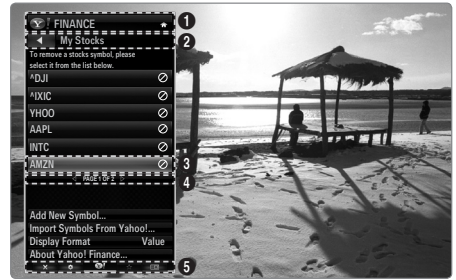 Y! FINANCE
1
My Stocks
2
To remove a stocks symbol, please
select it from the list below.
^DJI
^IXIC
YHOO
AAPL
INTC
AMZN
3
< PAGE 1 OF 2 >
4
Add New Symbol...
Import Symbols From Yahoo!...
Display Format Value
About Yahoo! Finance...
5